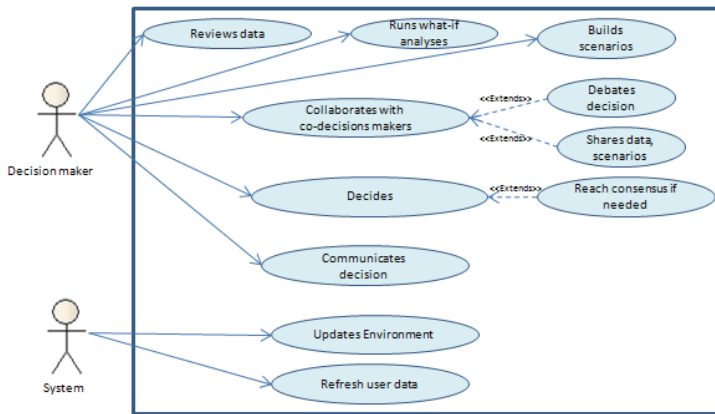 Reviews data
Runs what-if
analyses
Builds
scenarios
Decision maker
Collaborates with
co-decisions makers
<<Extends>>
Debates
decision
<<Extends>>
Shares data,
scenarios
Decides
<<Extends>>
Reach consensus if
needed
Communicates
decision
System
Updates Environment
Refresh user data